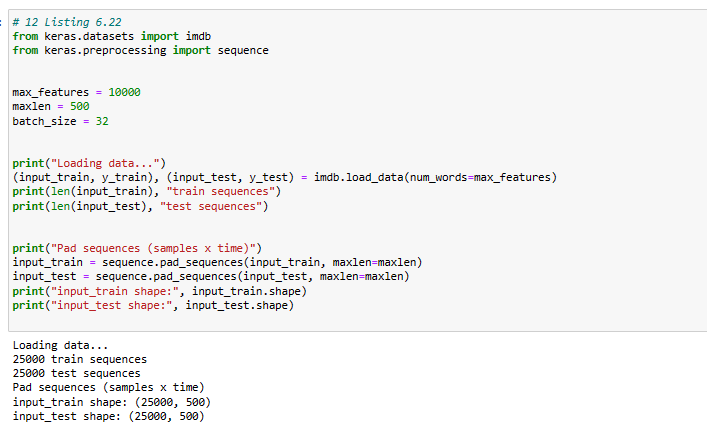 # 12 Listing 6.22
from keras.datasets import imdb
from keras.preprocessing import sequence
max_features = 10000
maxlen = 500
batch_size = 32
print("Loading data...")
(input_train, y_train), (input_test, y_test) = imdb.load_data(num_words=max_features)
print(len(input_train), "train sequences")
print(len(input_test), "test sequences")
print("Pad sequences (samples x time)")
input_train = sequence.pad_sequences(input_train, maxlen=maxlen)
input_test = sequence.pad_sequences(input_test, maxlen=maxlen)
print("input_train shape:", input_train.shape)
print("input_test shape:", input_test.shape)
Loading data...
25000 train sequences
25000 test sequences
Pad sequences (samples x time)
input_train shape: (25000, 500)
input_test shape: (25000, 500)